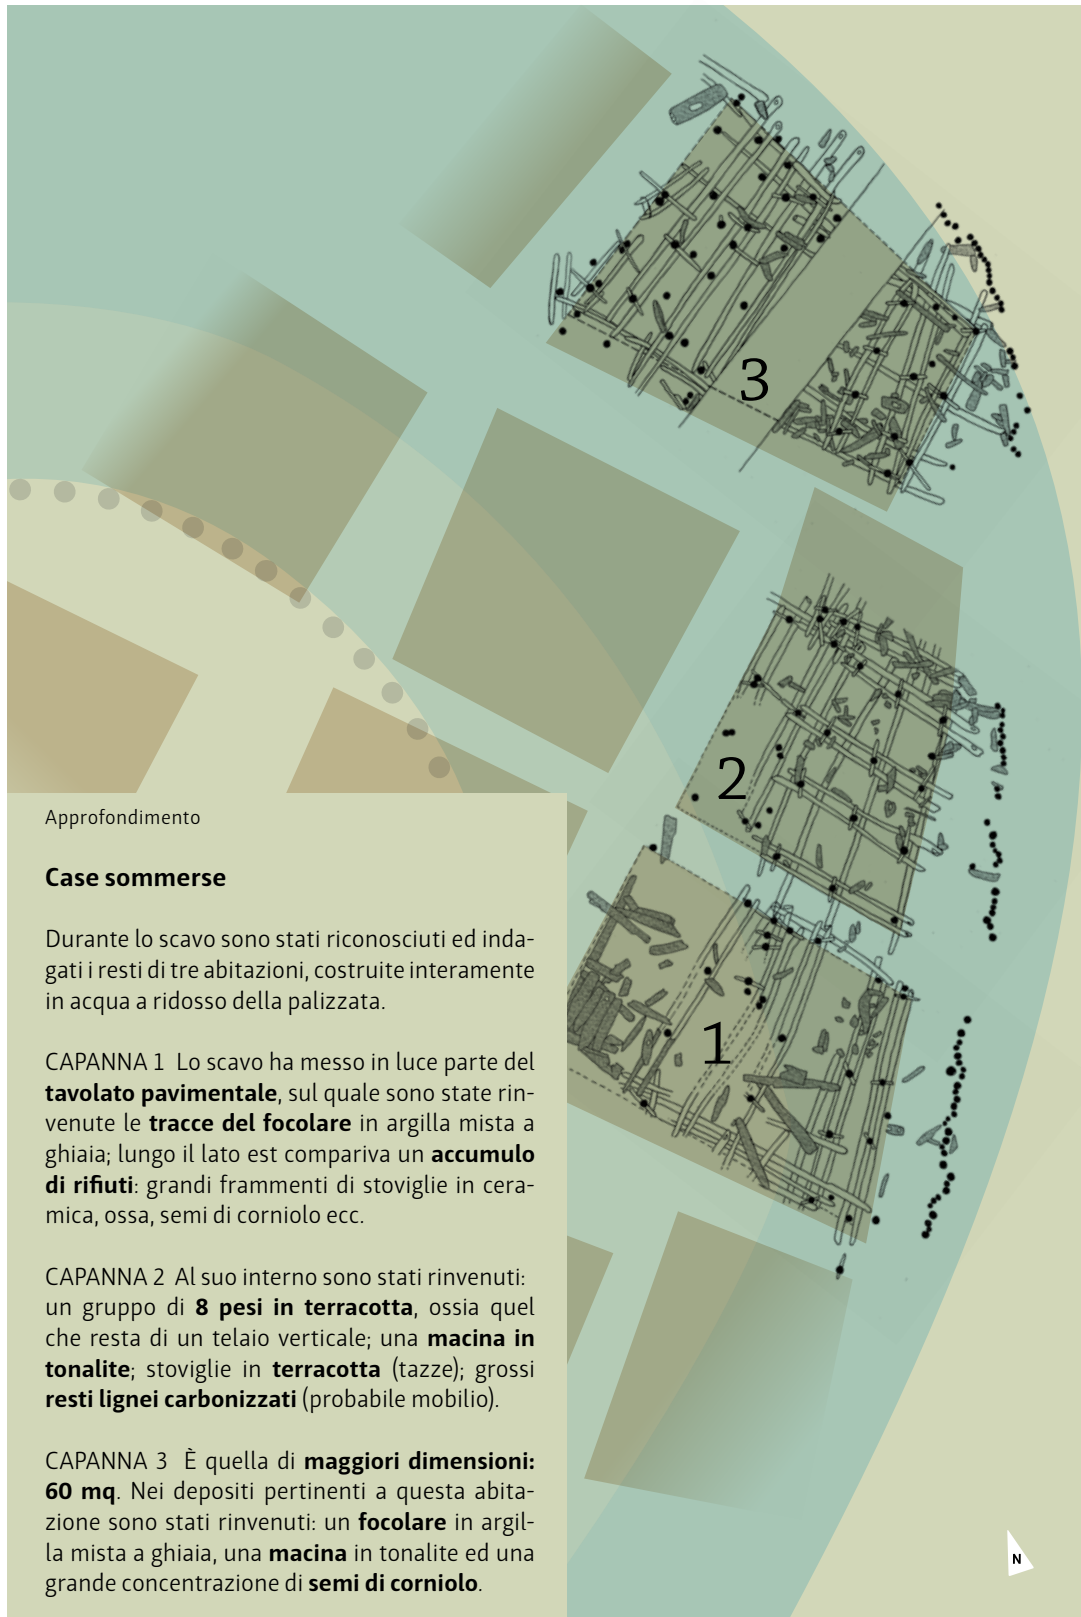 3
2
1
Approfondimento
Case sommerse
Durante lo scavo sono stati riconosciuti ed inda-
gati i resti di tre abitazioni, costruite interamente
in acqua a ridosso della palizzata.
CAPANNA 1 Lo scavo ha messo in luce parte del
tavolato pavimentale, sul quale sono state rin-
venute le tracce del focolare in argilla mista a
ghiaia; lungo il lato est compariva un accumulo
di rifiuti: grandi frammenti di stoviglie in cera-
mica, ossa, semi di corniolo ecc.
CAPANNA 2 Al suo interno sono stati rinvenuti:
un gruppo di 8 pesi in terracotta, ossia quel
che resta di un telaio verticale; una macina in
tonalite; stoviglie in terracotta (tazze); grossi
resti lignei carbonizzati (probabile mobilio).
CAPANNA 3 È quella di maggiori dimensioni:
60 mq. Nei depositi pertinenti a questa abita-
zione sono stati rinvenuti: un focolare in argil-
la mista a ghiaia, una macina in tonalite ed una
grande concentrazione di semi di corniolo.
N